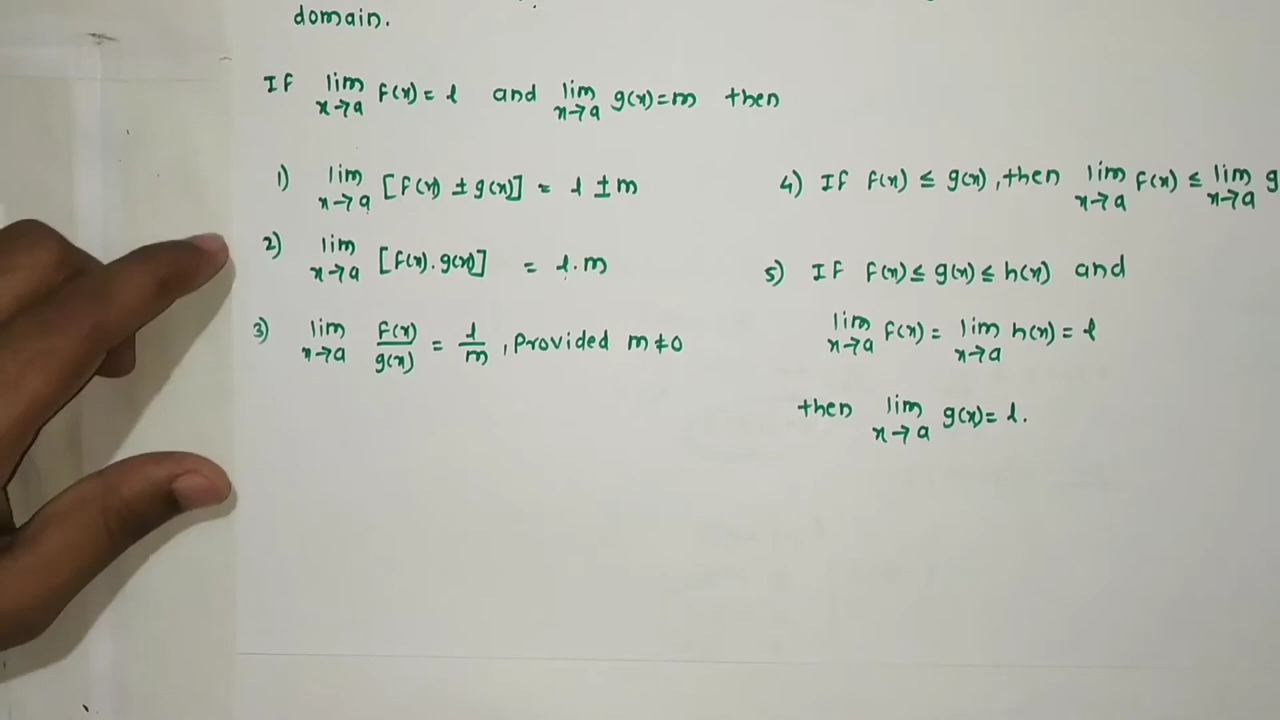 domain.
If lim x→a f(x) = l and lim x→a g(x) = m then
1) lim x→a [f(x) ± g(x)] = l ± m
2) lim x→a [f(x).g(x)] = l.m
3) lim x→a f(x)/g(x) = l/m , Provided m≠0
4) If f(x) ≤ g(x), then lim x→a f(x) ≤ lim x→a g
5) If f(x) ≤ g(x) ≤ h(x) and
lim x→a f(x) = lim x→a h(x) = l
then lim x→a g(x) = l.